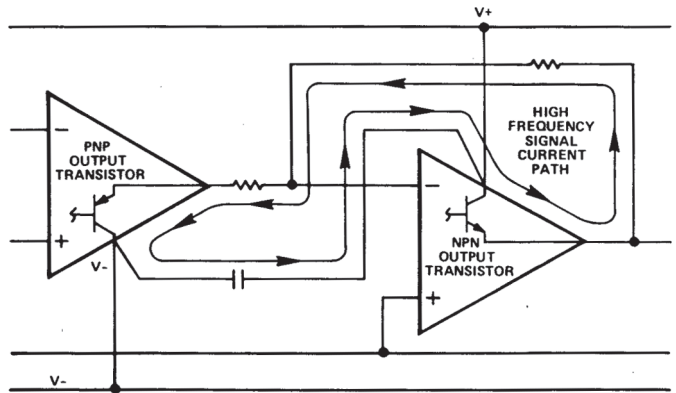 V+
HIGH
FREQUENCY
SIGNAL
CURRENT
PATH
−
PNP
OUTPUT
TRANSISTOR
+
V-
−
NPN
OUTPUT
TRANSISTOR
+
V-